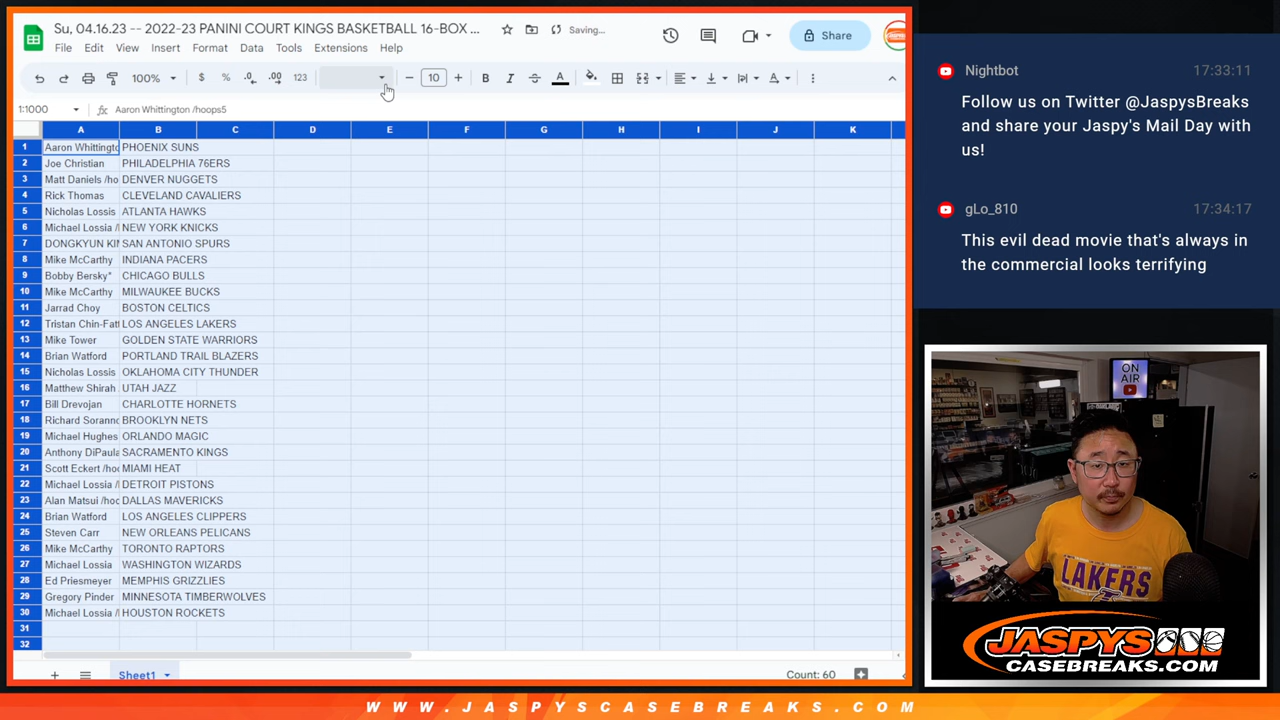 Su, 04.16.23 -- 2022-23 PANINI COURT KINGS BASKETBALL 16-BOX ...
Saving...
Share
File Edit View Insert Format Data Tools Extensions Help
100% $ % .0 .00 123 10 B I A
1:1000 fx Aaron Whittington /hoops5
A B C D E F G H I J K
1 Aaron Whittingto PHOENIX SUNS
2 Joe Christian PHILADELPHIA 76ERS
3 Matt Daniels /ho DENVER NUGGETS
4 Rick Thomas CLEVELAND CAVALIERS
5 Nicholas Lossis ATLANTA HAWKS
6 Michael Lossia /l NEW YORK KNICKS
7 DONGKYUN KIM SAN ANTONIO SPURS
8 Mike McCarthy INDIANA PACERS
9 Bobby Bersky* CHICAGO BULLS
10 Mike McCarthy MILWAUKEE BUCKS
11 Jarrad Choy BOSTON CELTICS
12 Tristan Chin-Fatt LOS ANGELES LAKERS
13 Mike Tower GOLDEN STATE WARRIORS
14 Brian Watford PORTLAND TRAIL BLAZERS
15 Nicholas Lossis OKLAHOMA CITY THUNDER
16 Matthew Shirah UTAH JAZZ
17 Bill Drevojan CHARLOTTE HORNETS
18 Richard Soranno BROOKLYN NETS
19 Michael Hughes ORLANDO MAGIC
20 Anthony DiPaula SACRAMENTO KINGS
21 Scott Eckert /hoo MIAMI HEAT
22 Michael Lossia /l DETROIT PISTONS
23 Alan Matsui /hoo DALLAS MAVERICKS
24 Brian Watford LOS ANGELES CLIPPERS
25 Steven Carr NEW ORLEANS PELICANS
26 Mike McCarthy TORONTO RAPTORS
27 Michael Lossia WASHINGTON WIZARDS
28 Ed Priesmeyer MEMPHIS GRIZZLIES
29 Gregory Pinder MINNESOTA TIMBERWOLVES
30 Michael Lossia /l HOUSTON ROCKETS
31
32
Sheet1
Count: 60
Nightbot 17:33:11
Follow us on Twitter @JaspysBreaks
and share your Jaspy's Mail Day with
us!
gLo_810 17:34:17
This evil dead movie that's always in
the commercial looks terrifying
ON
AIR
LAKERS
JASPYS
CASEBREAKS.COM
WWW.JASPYSCASEBREAKS.COM